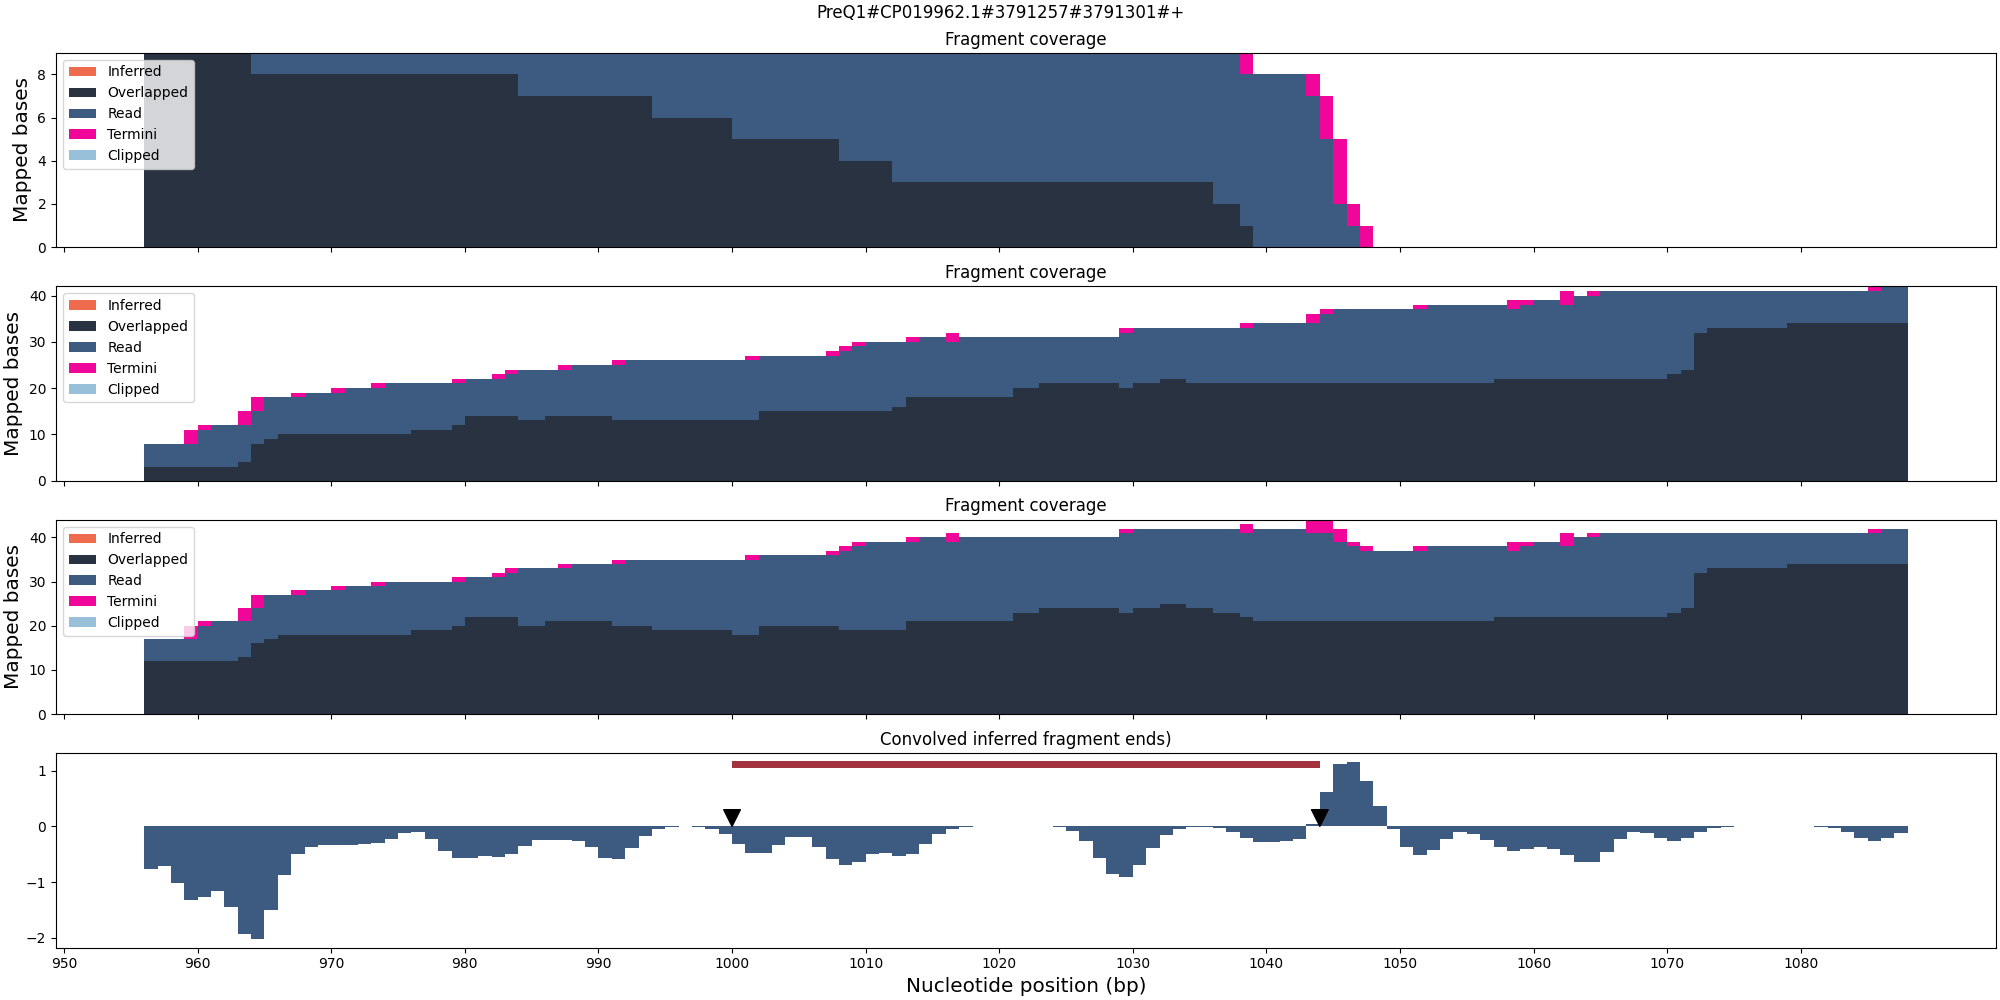 PreQ1#CP019962.1#3791257#3791301#+
Fragment coverage
Mapped bases
8
6
4
2
0
Inferred
Overlapped
Read
Termini
Clipped
Fragment coverage
Mapped bases
40
30
20
10
0
Inferred
Overlapped
Read
Termini
Clipped
Fragment coverage
Mapped bases
40
30
20
10
0
Inferred
Overlapped
Read
Termini
Clipped
Convolved inferred fragment ends)
1
0
−1
−2
950 960 970 980 990 1000 1010 1020 1030 1040 1050 1060 1070 1080
Nucleotide position (bp)